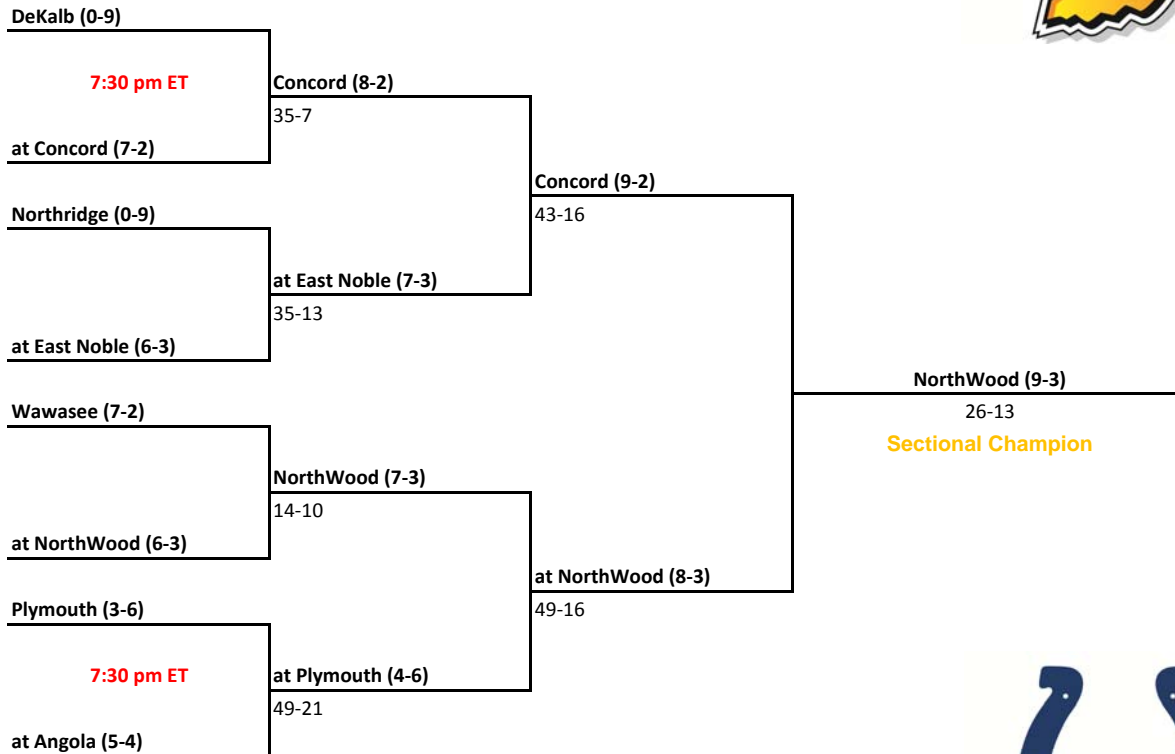 DeKalb (0-9)
7:30 pm ET
Concord (8-2)
35-7
at Concord (7-2)
Concord (9-2)
43-16
Northridge (0-9)
at East Noble (7-3)
35-13
at East Noble (6-3)
NorthWood (9-3)
26-13
Sectional Champion
Wawasee (7-2)
NorthWood (7-3)
14-10
at NorthWood (6-3)
at NorthWood (8-3)
49-16
Plymouth (3-6)
7:30 pm ET
at Plymouth (4-6)
49-21
at Angola (5-4)